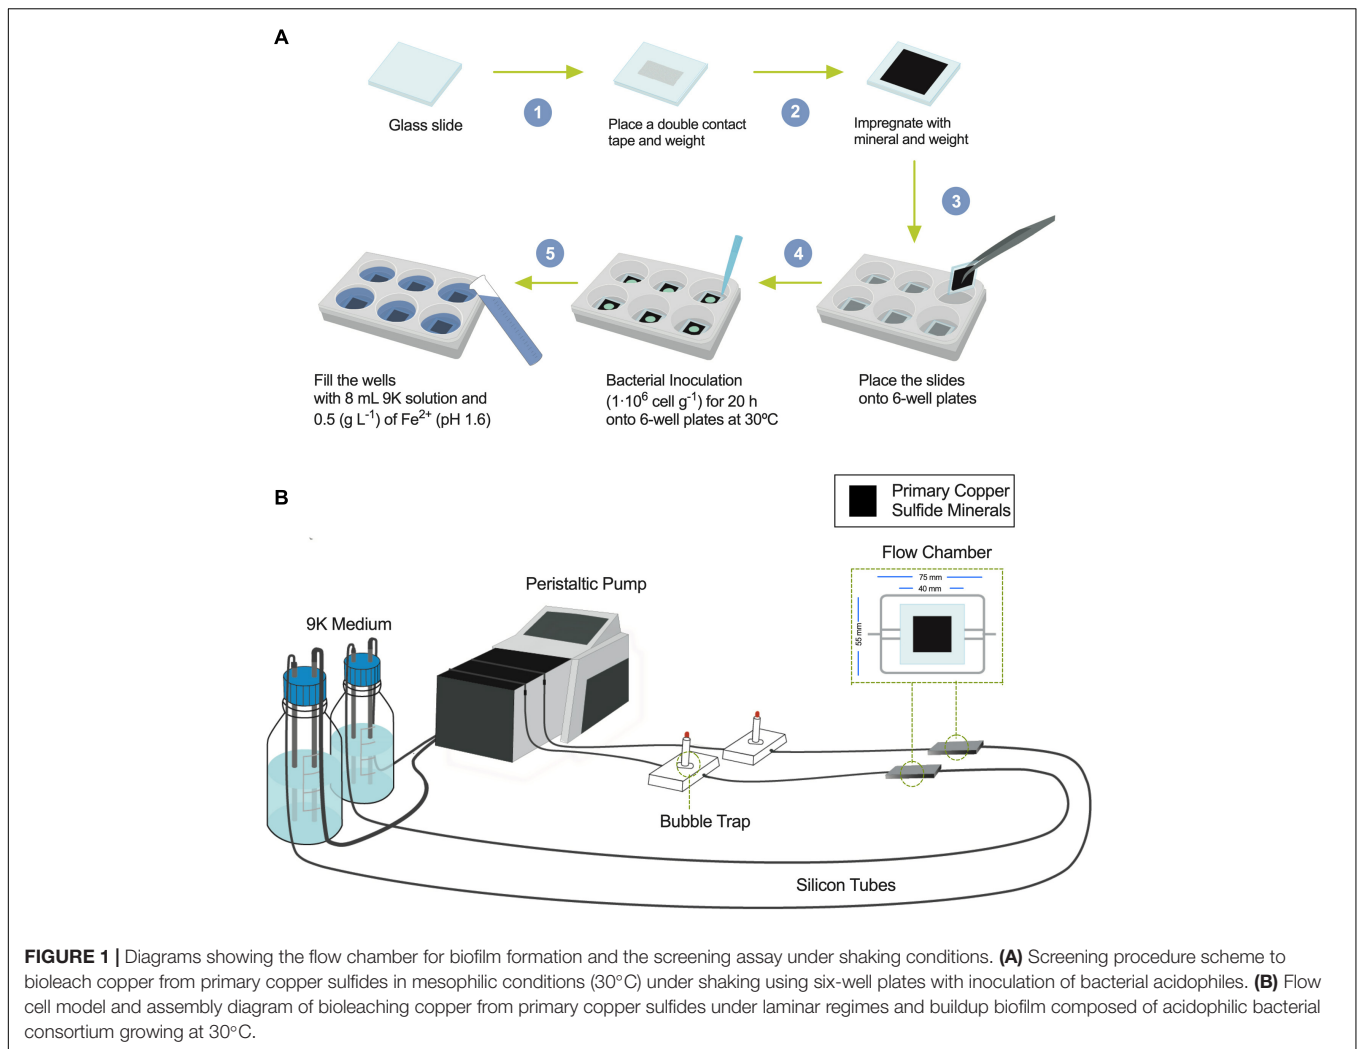 A
Glass slide
1
Place a double contact
tape and weight
2
Impregnate with
mineral and weight
3
Place the slides
onto 6-well plates
4
Bacterial Inoculation
(1·10⁶ cell g⁻¹) for 20 h
onto 6-well plates at 30ºC
5
Fill the wells
with 8 mL 9K solution and
0.5 (g L⁻¹) of Fe²⁺ (pH 1.6)
B
Primary Copper
Sulfide Minerals
Flow Chamber
75 mm
40 mm
55 mm
Peristaltic Pump
9K Medium
Bubble Trap
Silicon Tubes
FIGURE 1 | Diagrams showing the flow chamber for biofilm formation and the screening assay under shaking conditions. (A) Screening procedure scheme to
bioleach copper from primary copper sulfides in mesophilic conditions (30°C) under shaking using six-well plates with inoculation of bacterial acidophiles. (B) Flow
cell model and assembly diagram of bioleaching copper from primary copper sulfides under laminar regimes and buildup biofilm composed of acidophilic bacterial
consortium growing at 30°C.